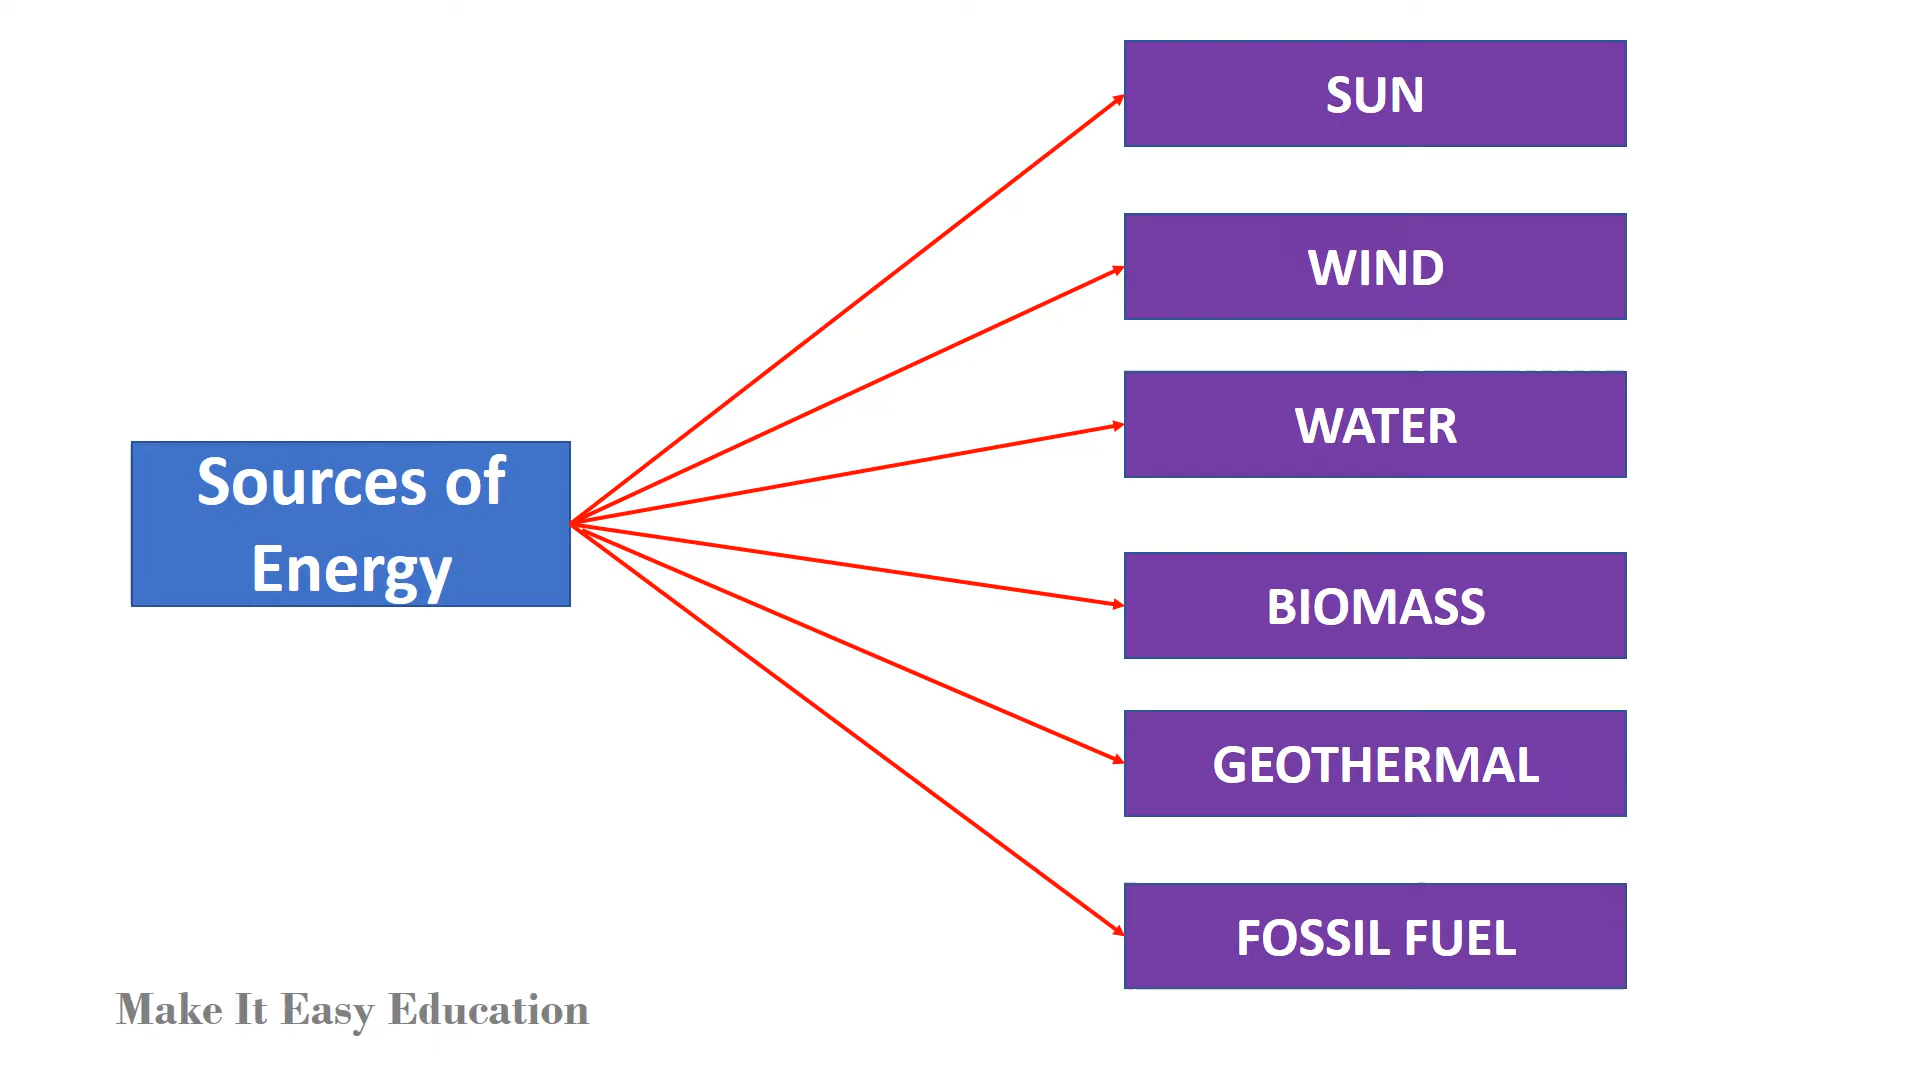 SUN
WIND
WATER
Sources of
Energy
BIOMASS
GEOTHERMAL
FOSSIL FUEL
Make It Easy Education